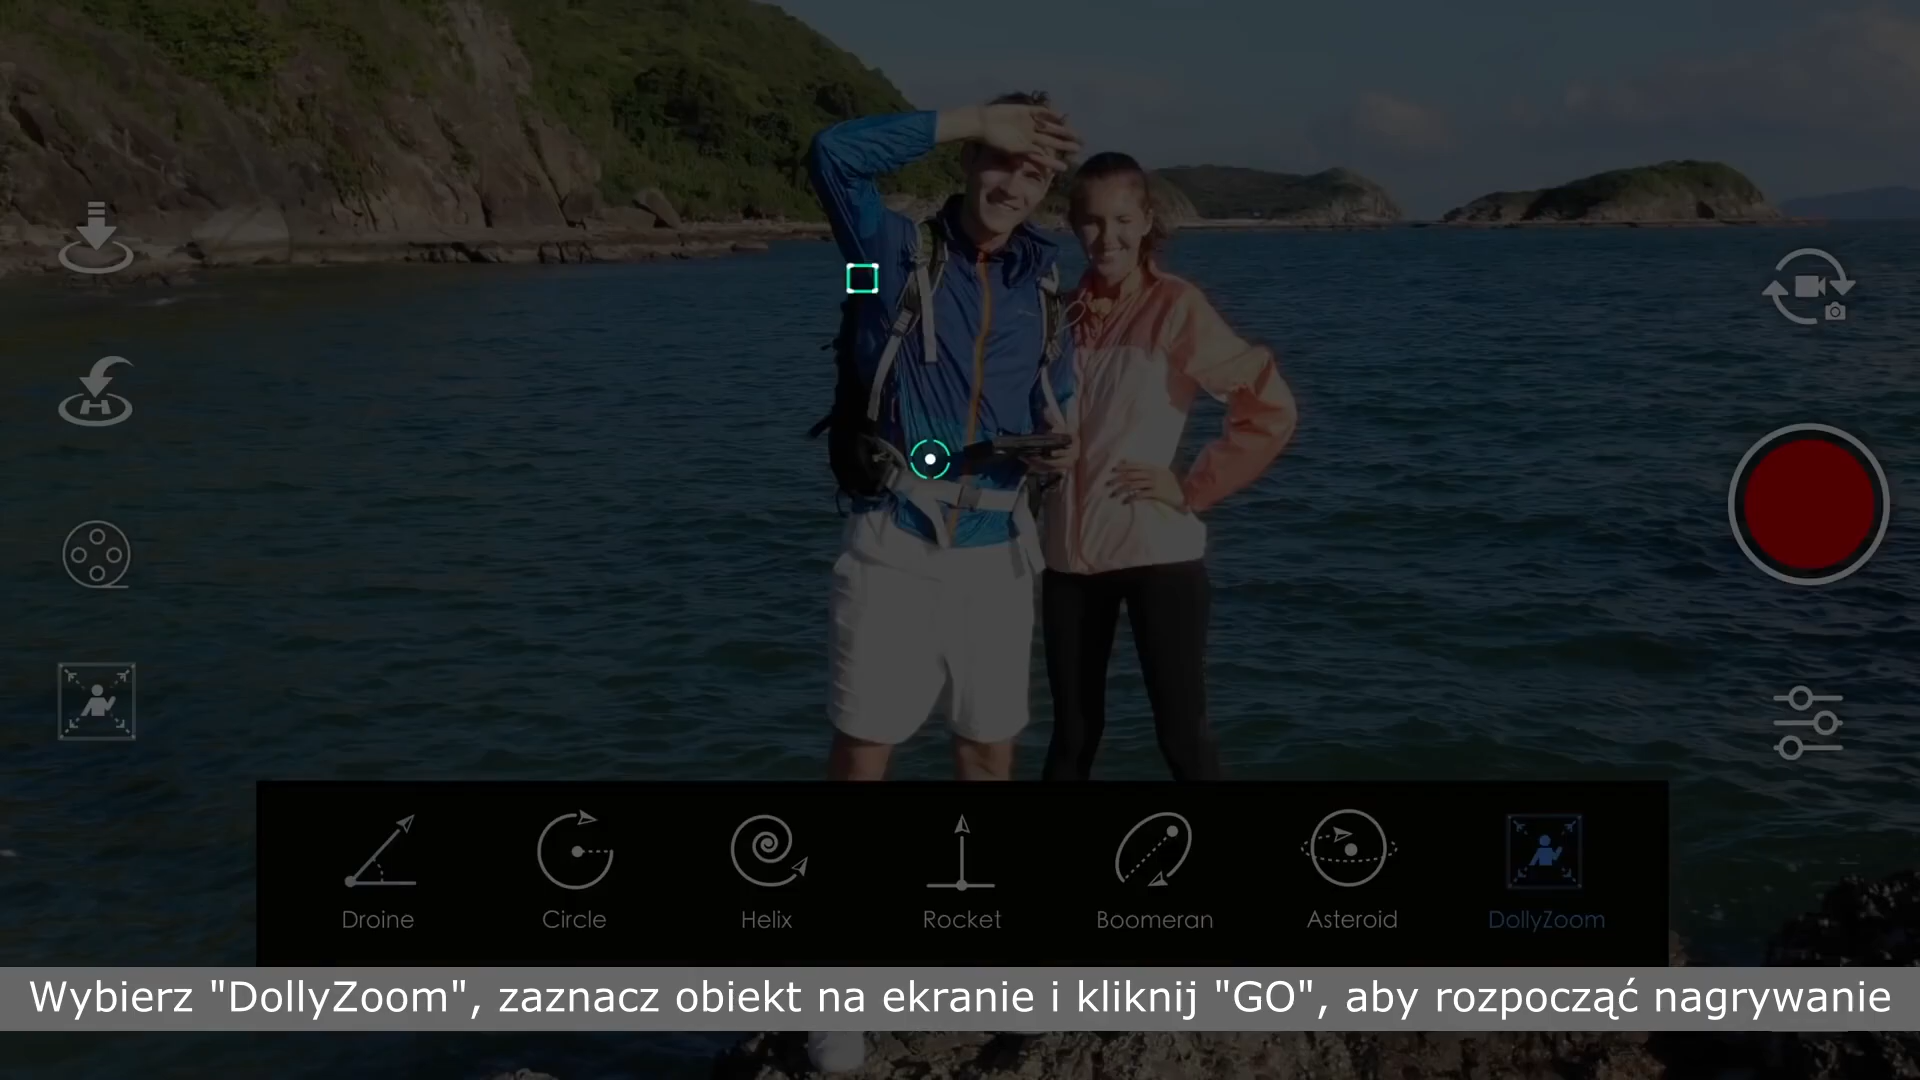 Droine
Circle
Helix
Rocket
Boomeran
Asteroid
DollyZoom
Wybierz "DollyZoom", zaznacz obiekt na ekranie i kliknij "GO", aby rozpocząć nagrywanie